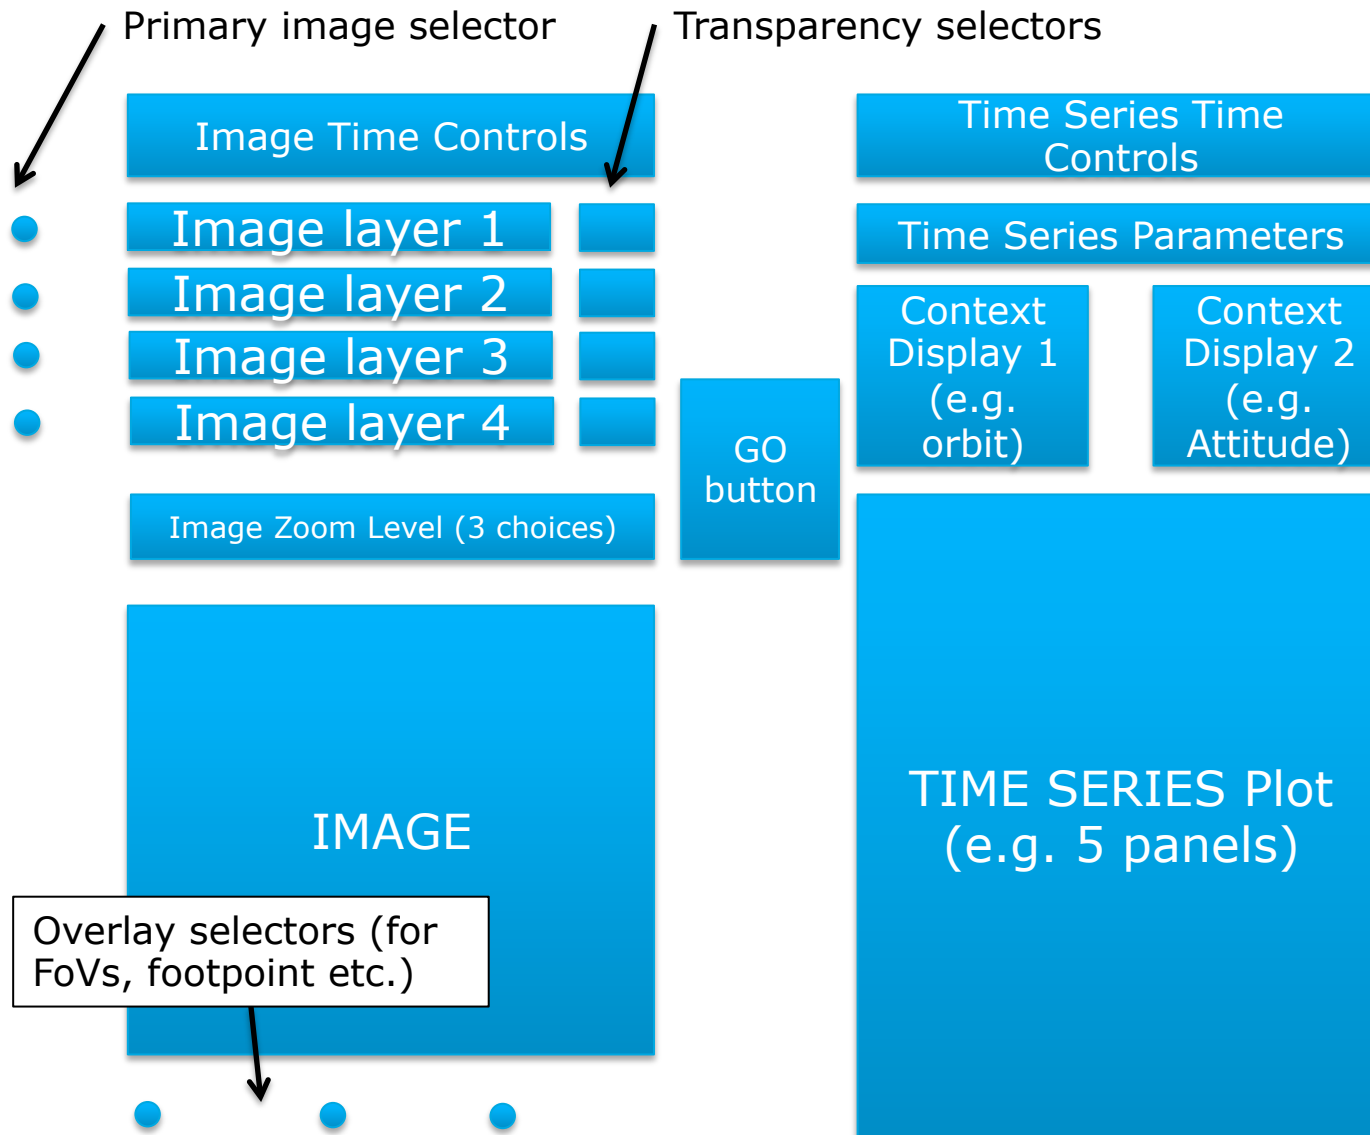 Primary image selector
Transparency selectors
Image Time Controls
Time Series Time
Controls
Image layer 1
Image layer 2
Image layer 3
Image layer 4
Time Series Parameters
Context
Display 1
(e.g.
orbit)
Context
Display 2
(e.g.
Attitude)
GO
button
Image Zoom Level (3 choices)
IMAGE
TIME SERIES Plot
(e.g. 5 panels)
Overlay selectors (for
FoVs, footpoint etc.)